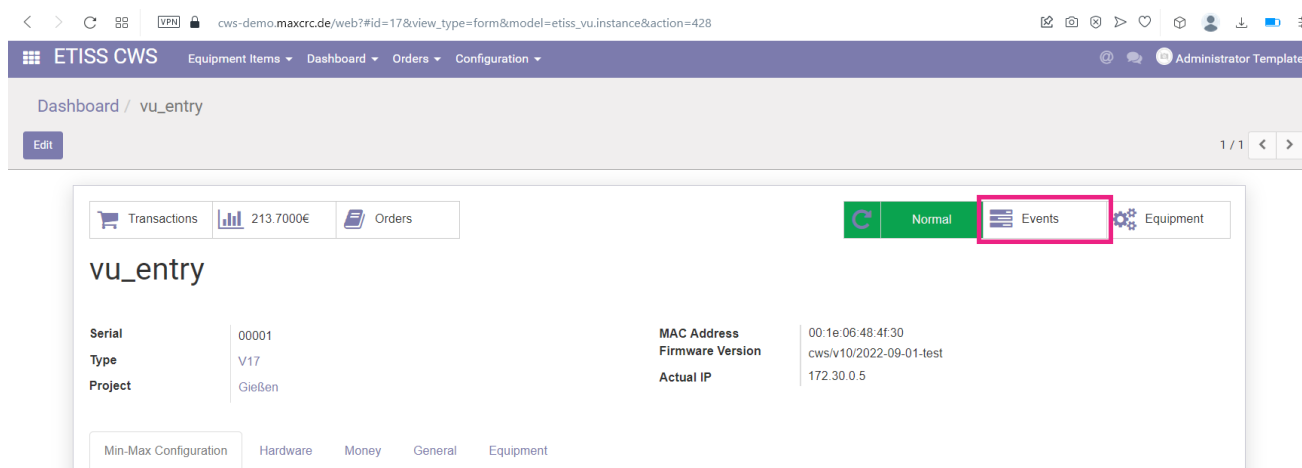 VPN cws-demo.maxcrc.de/web?#id=17&view_type=form&model=etiss_vu.instance&action=428
ETISS CWS Equipment Items Dashboard Orders Configuration @ Administrator Template
Dashboard / vu_entry
Edit 1 / 1
Transactions 213.7000€ Orders Normal Events Equipment
vu_entry
Serial 00001 MAC Address 00:1e:06:48:4f:30
Type V17 Firmware Version cws/v10/2022-09-01-test
Project Gießen Actual IP 172.30.0.5
Min-Max Configuration Hardware Money General Equipment